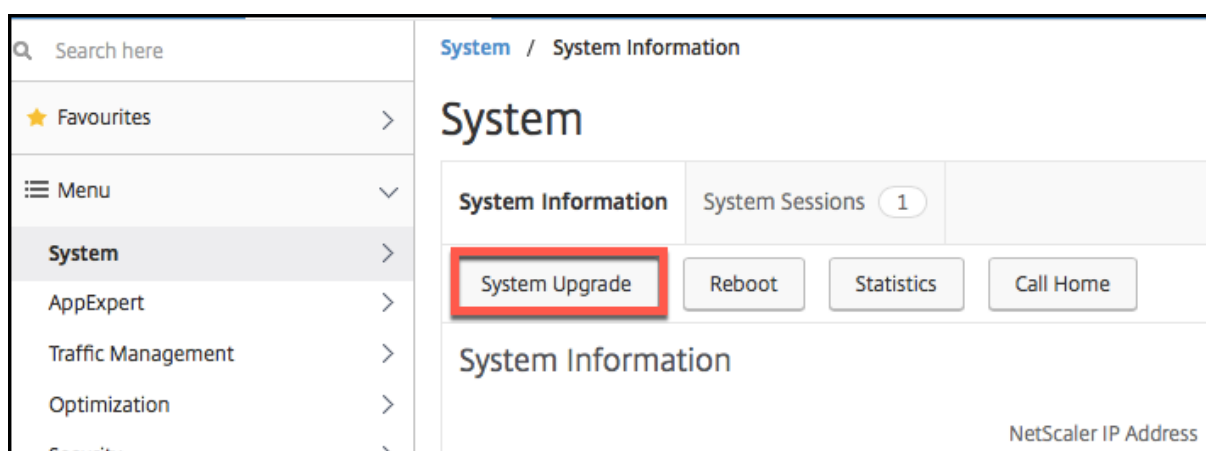 Search here
Favourites
Menu
System
AppExpert
Traffic Management
Optimization
System / System Information
System
System Information
System Sessions 1
System Upgrade
Reboot
Statistics
Call Home
System Information
NetScaler IP Address